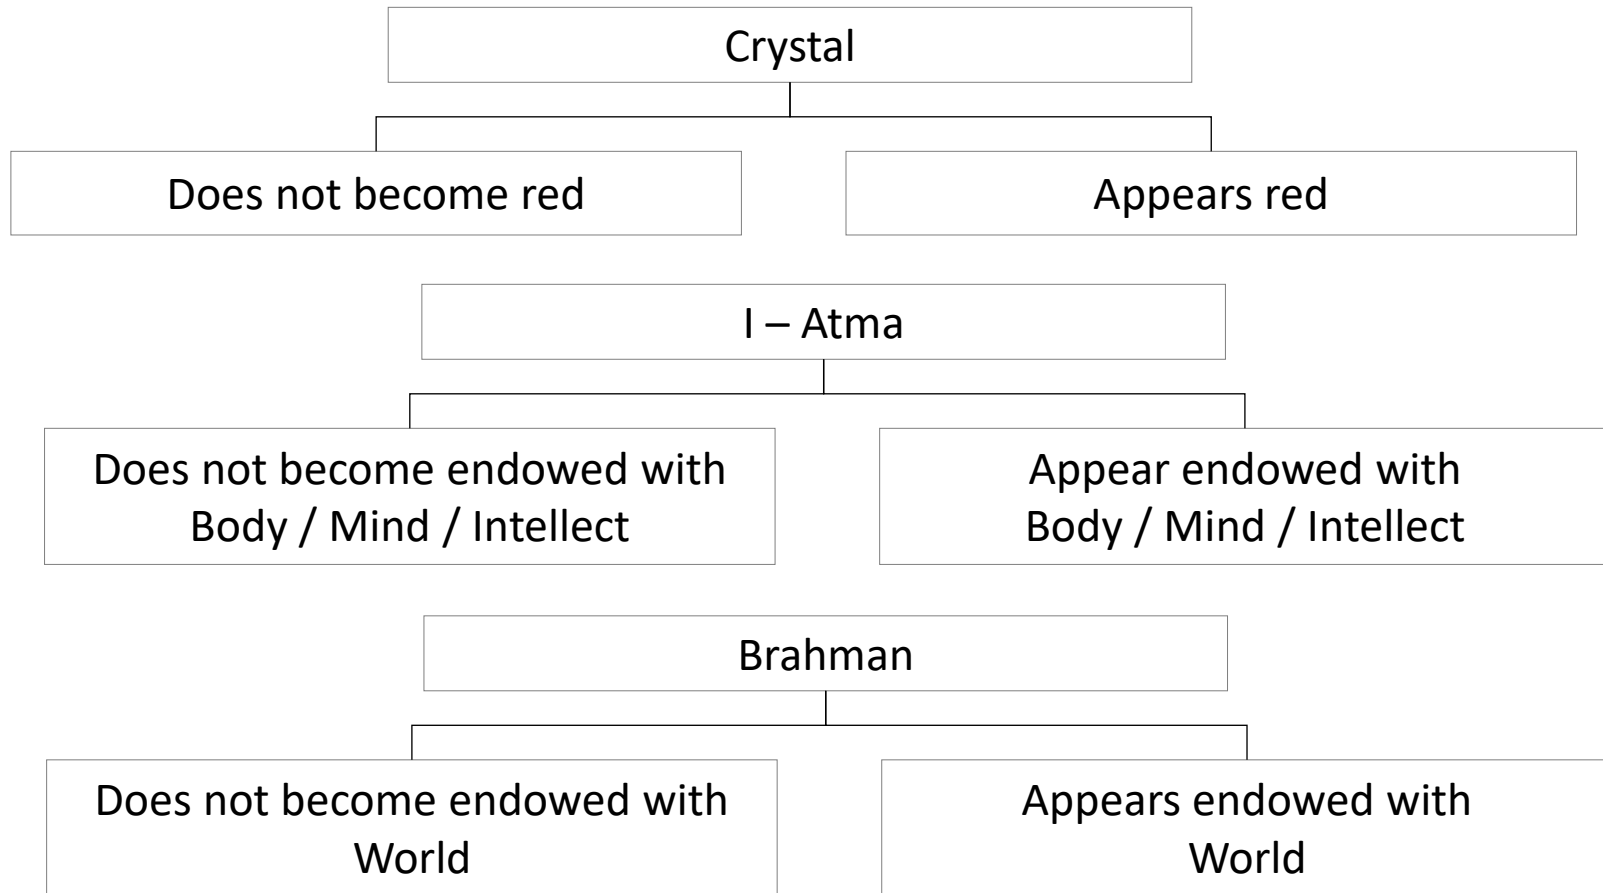 Crystal
Does not become red
Appears red
I – Atma
Does not become endowed with
Body / Mind / Intellect
Appear endowed with
Body / Mind / Intellect
Brahman
Does not become endowed with
World
Appears endowed with
World